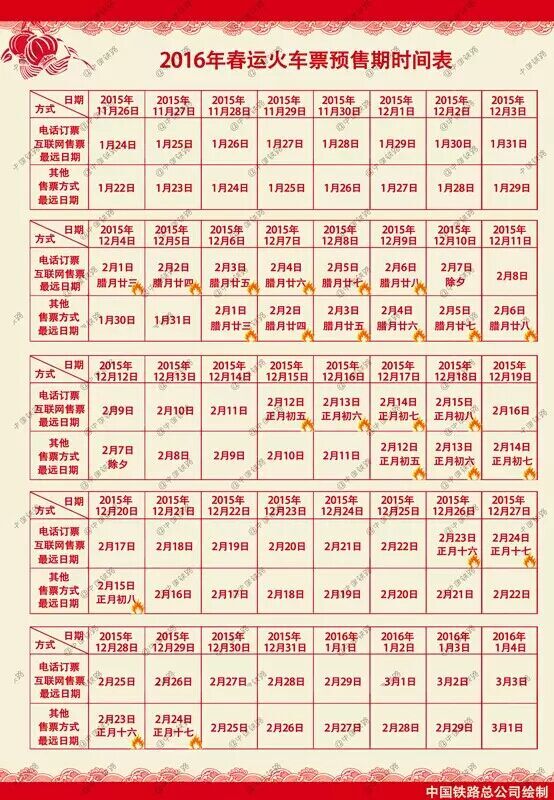 2016年春运火车票预售期时间表
日期 2015年 2015年 2015年 2015年 2015年 2015年 2015年 2015年
方式 11月26日 11月27日 11月28日 11月29日 11月30日 12月1日 12月2日 12月3日
电话订票
互联网售票 1月24日 1月25日 1月26日 1月27日 1月28日 1月29日 1月30日 1月31日
最远日期
其他
售票方式 1月22日 1月23日 1月24日 1月25日 1月26日 1月27日 1月28日 1月29日
最远日期
日期 2015年 2015年 2015年 2015年 2015年 2015年 2015年 2015年
方式 12月4日 12月5日 12月6日 12月7日 12月8日 12月9日 12月10日 12月11日
电话订票 2月1日 2月2日 2月3日 2月4日 2月5日 2月6日 2月7日
互联网售票 2月8日
最远日期 腊月廿三 腊月廿四 腊月廿五 腊月廿六 腊月廿七 腊月廿八 除夕
其他 2月1日 2月2日 2月3日 2月4日 2月5日 2月6日
售票方式 1月30日 1月31日
最远日期 腊月廿三 腊月廿四 腊月廿五 腊月廿六 腊月廿七 腊月廿八
日期 2015年 2015年 2015年 2015年 2015年 2015年 2015年 2015年
方式 12月12日 12月13日 12月14日 12月15日 12月16日 12月17日 12月18日 12月19日
电话订票 2月12日 2月13日 2月14日 2月15日
互联网售票 2月9日 2月10日 2月11日 2月16日
最远日期 正月初五 正月初六 正月初七 正月初八
其他 2月7日 2月12日 2月13日 2月14日
售票方式 2月8日 2月9日 2月10日 2月11日
最远日期 除夕 正月初五 正月初六 正月初七
日期 2015年 2015年 2015年 2015年 2015年 2015年 2015年 2015年
方式 12月20日 12月21日 12月22日 12月23日 12月24日 12月25日 12月26日 12月27日
电话订票 2月23日 2月24日
互联网售票 2月17日 2月18日 2月19日 2月20日 2月21日 2月22日
最远日期 正月十六 正月十七
其他 2月15日
售票方式 2月16日 2月17日 2月18日 2月19日 2月20日 2月21日 2月22日
最远日期 正月初八
日期 2015年 2015年 2015年 2015年 2016年 2016年 2016年 2016年
方式 12月28日 12月29日 12月30日 12月31日 1月1日 1月2日 1月3日 1月4日
电话订票
互联网售票 2月25日 2月26日 2月27日 2月28日 2月29日 3月1日 3月2日 3月3日
最远日期
其他 2月23日 2月24日
售票方式 2月25日 2月26日 2月27日 2月28日 2月29日 3月1日
最远日期 正月十六 正月十七
中国铁路总公司绘制
@中国铁路